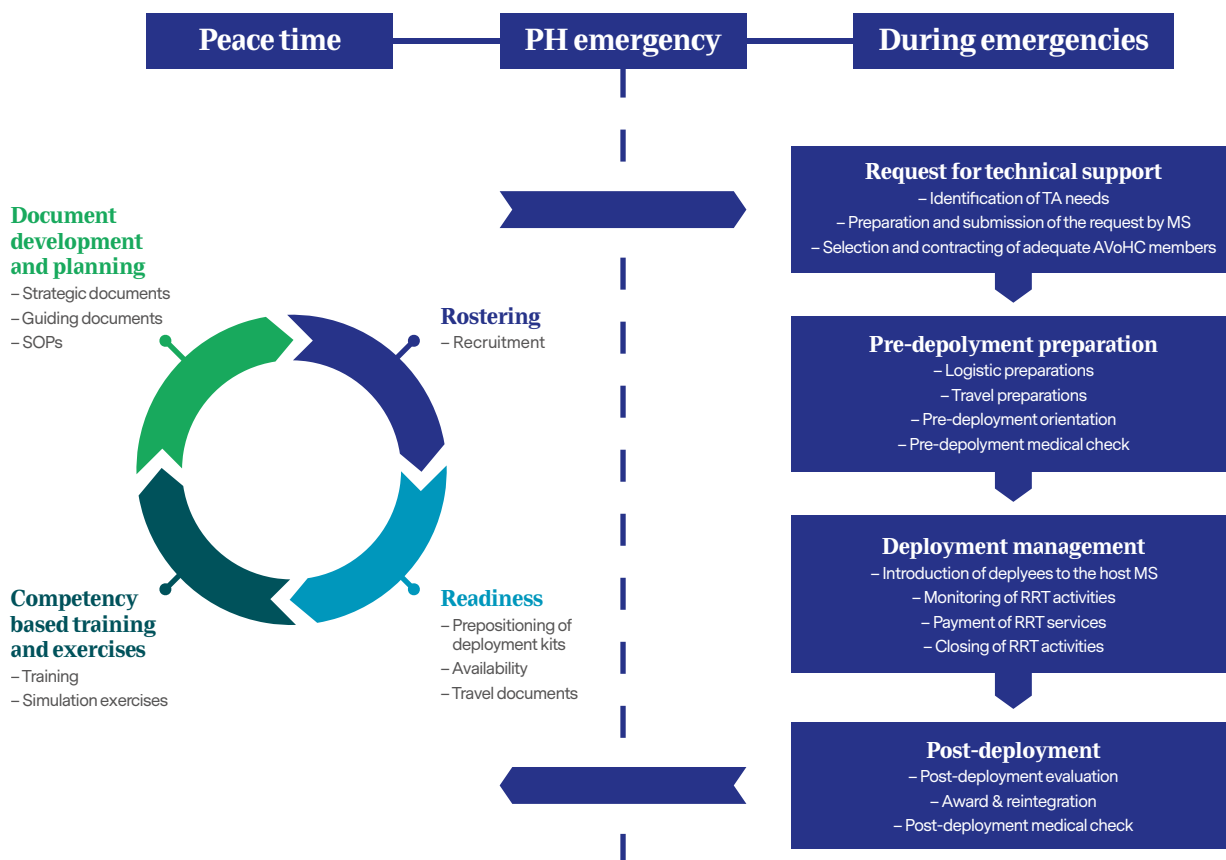 Peace time
PH emergency
During emergencies
Document
development
and planning
– Strategic documents
– Guiding documents
– SOPs
Rostering
– Recruitment
Competency
based training
and exercises
– Training
– Simulation exercises
Readiness
– Prepositioning of
deployment kits
– Availability
– Travel documents
Request for technical support
– Identification of TA needs
– Preparation and submission of the request by MS
– Selection and contracting of adequate AVoHC members
Pre-depolyment preparation
– Logistic preparations
– Travel preparations
– Pre-deployment orientation
– Pre-depolyment medical check
Deployment management
– Introduction of deplyees to the host MS
– Monitoring of RRT activities
– Payment of RRT services
– Closing of RRT activities
Post-deployment
– Post-deployment evaluation
– Award & reintegration
– Post-deployment medical check